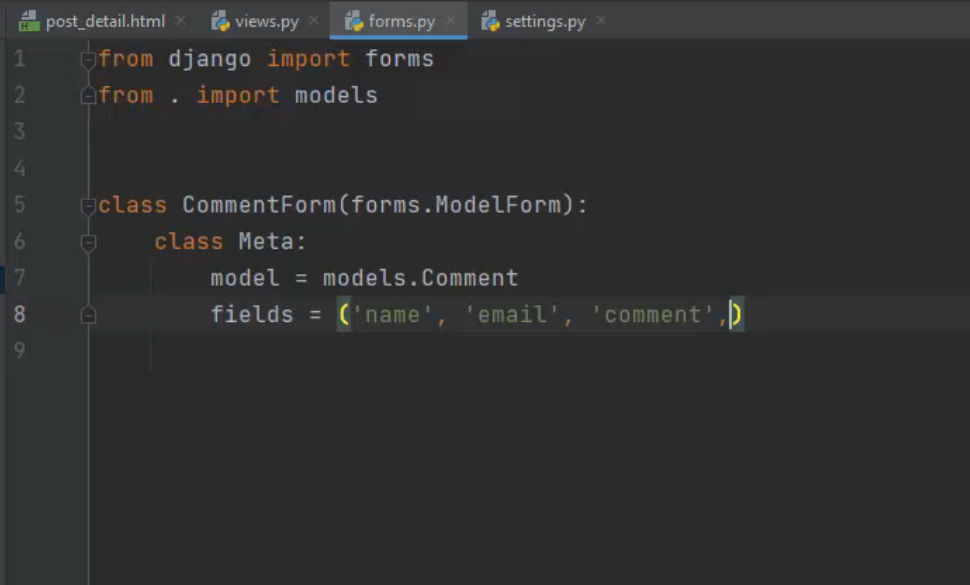 post_detail.html views.py forms.py settings.py
1 from django import forms
2 from . import models
3
4
5 class CommentForm(forms.ModelForm):
6     class Meta:
7         model = models.Comment
8         fields = ('name', 'email', 'comment',)
9